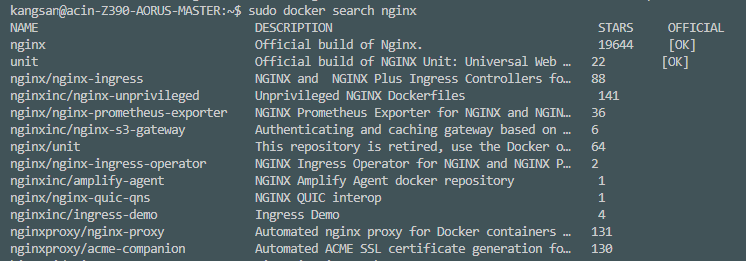 kangsan@acin-Z390-AORUS-MASTER:~$ sudo docker search nginx
NAME DESCRIPTION STARS OFFICIAL
nginx Official build of Nginx. 19644 [OK]
unit Official build of NGINX Unit: Universal Web … 22 [OK]
nginx/nginx-ingress NGINX and  NGINX Plus Ingress Controllers fo… 88
nginxinc/nginx-unprivileged Unprivileged NGINX Dockerfiles 141
nginx/nginx-prometheus-exporter NGINX Prometheus Exporter for NGINX and NGIN… 36
nginxinc/nginx-s3-gateway Authenticating and caching gateway based on … 6
nginx/unit This repository is retired, use the Docker o… 64
nginx/nginx-ingress-operator NGINX Ingress Operator for NGINX and NGINX P… 2
nginxinc/amplify-agent NGINX Amplify Agent docker repository 1
nginx/nginx-quic-qns NGINX QUIC interop 1
nginxinc/ingress-demo Ingress Demo 4
nginxproxy/nginx-proxy Automated nginx proxy for Docker containers … 131
nginxproxy/acme-companion Automated ACME SSL certificate generation fo… 130